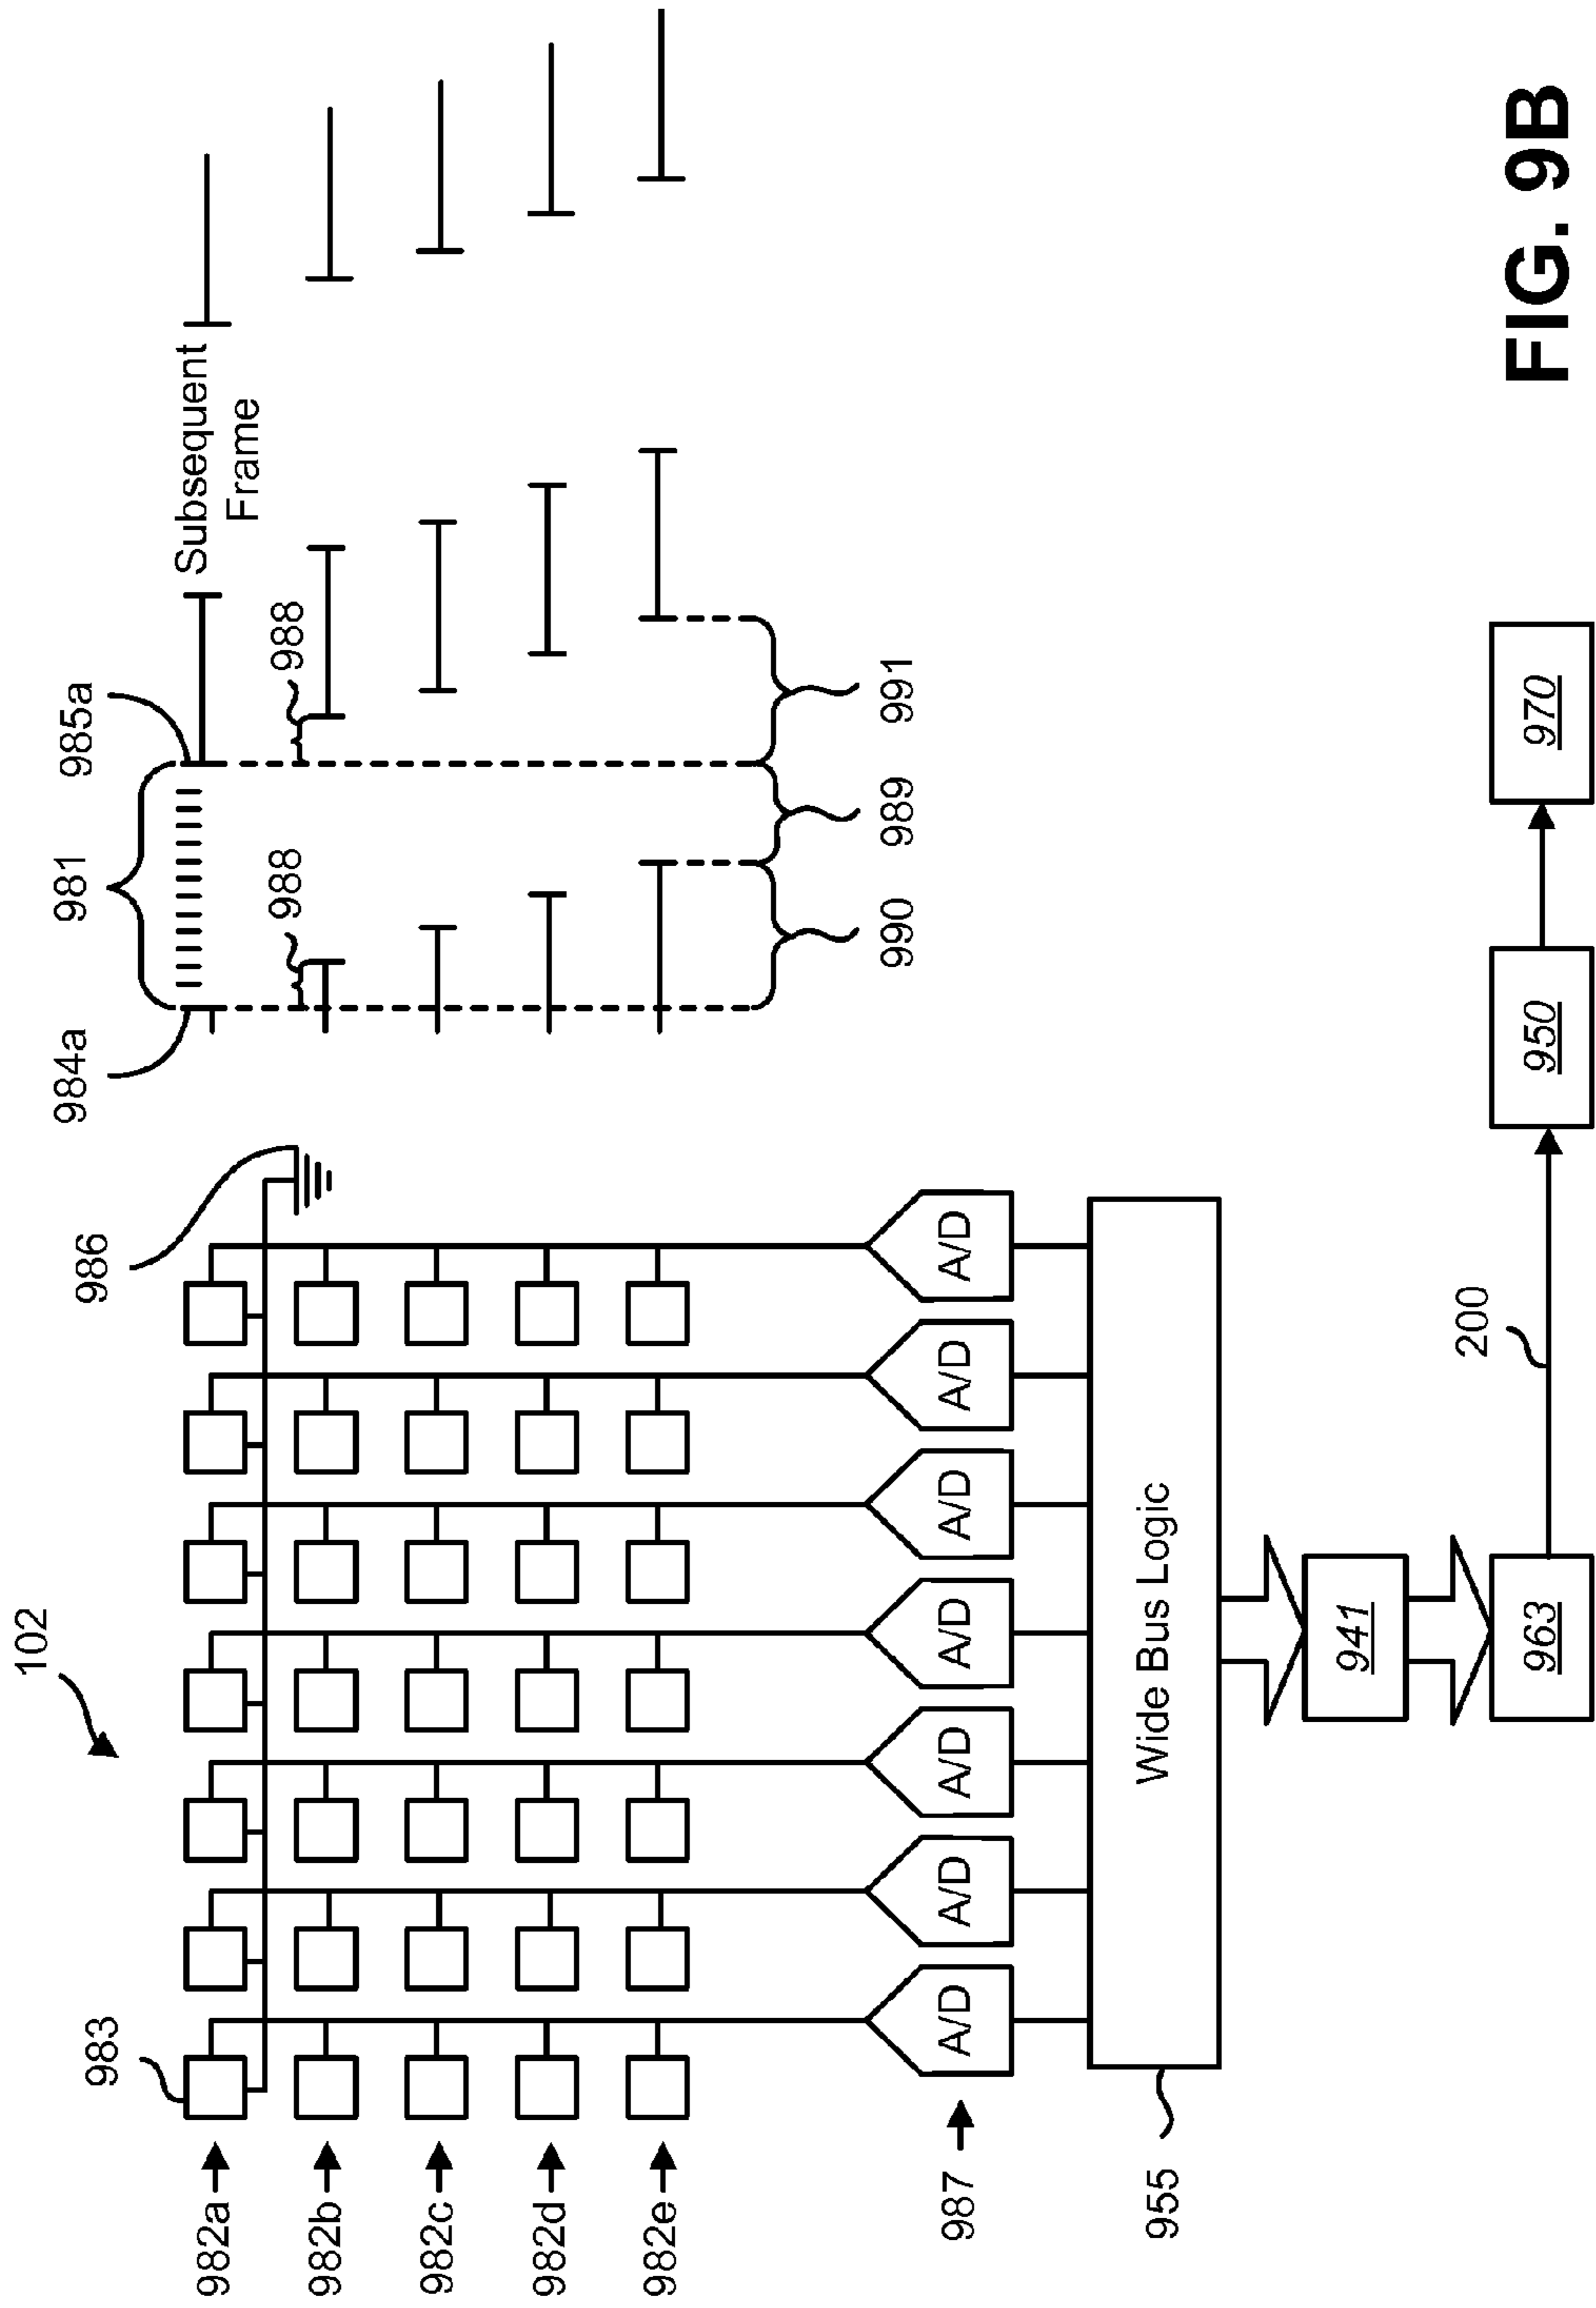 102
983
986
984a
981
985a
988
988
Subsequent
Frame
982a
982b
982c
982d
982e
990
989
991
987
A/D A/D A/D A/D A/D A/D A/D
955
Wide Bus Logic
941
963
200
950
970
FIG. 9B